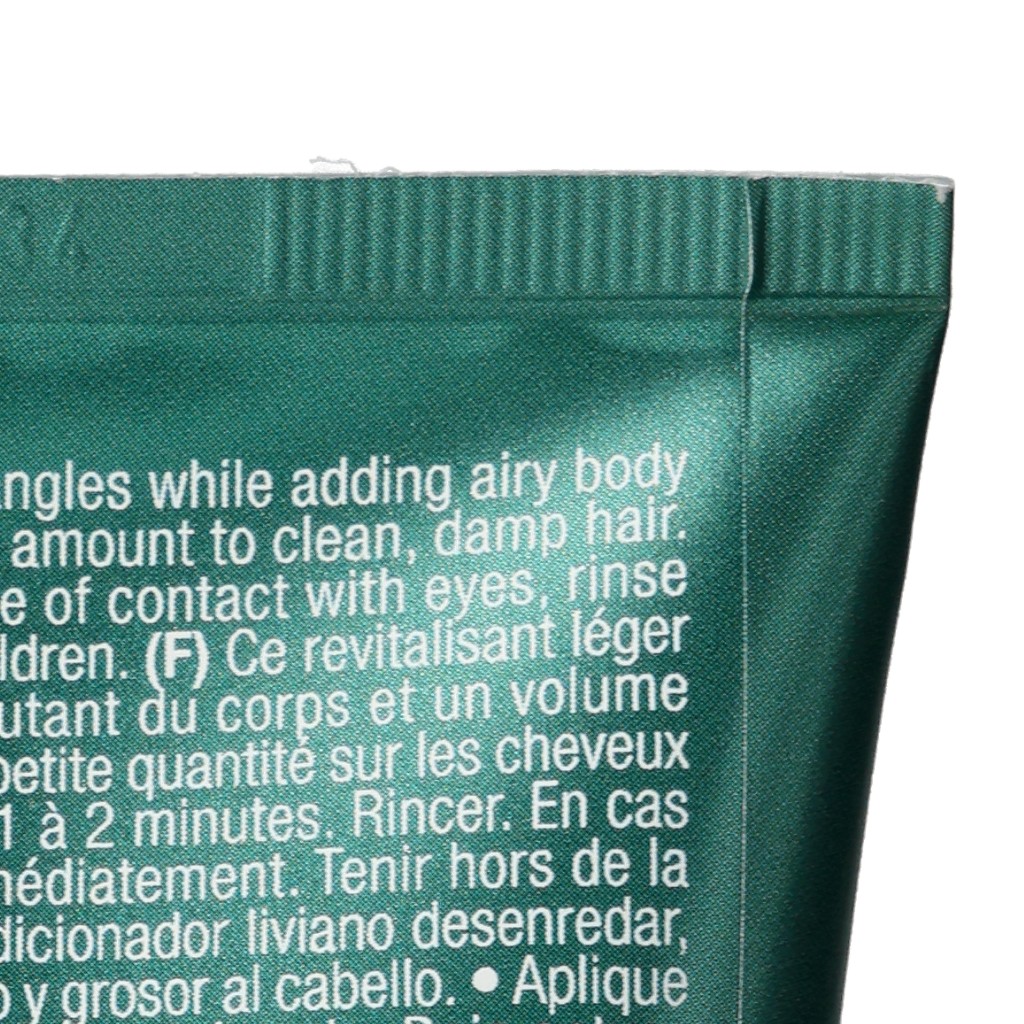 ngles while adding airy body
amount to clean, damp hair.
e of contact with eyes, rinse
ldren. (F) Ce revitalisant léger
utant du corps et un volume
petite quantité sur les cheveux
1 à 2 minutes. Rincer. En cas
médiatement. Tenir hors de la
dicionador liviano desenredar,
o y grosor al cabello. • Aplique